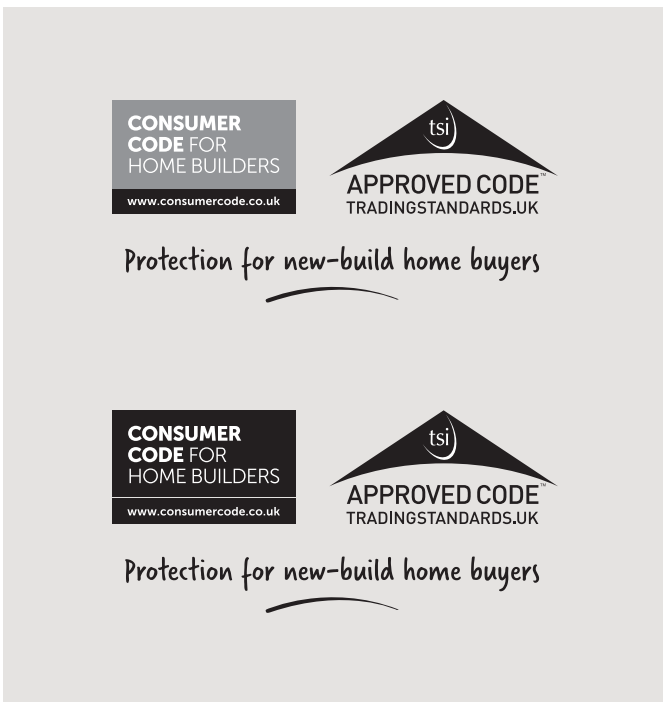 CONSUMER
CODE FOR
HOME BUILDERS
www.consumercode.co.uk
tsi
APPROVED CODE™
TRADINGSTANDARDS.UK
Protection for new-build home buyers
CONSUMER
CODE FOR
HOME BUILDERS
www.consumercode.co.uk
tsi
APPROVED CODE™
TRADINGSTANDARDS.UK
Protection for new-build home buyers